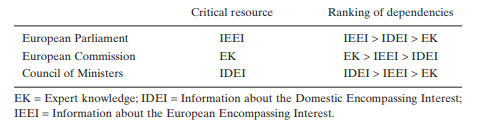 Critical resource Ranking of dependencies
European Parliament IEEI IEEI > IDEI > EK
European Commission EK EK > IEEI > IDEI
Council of Ministers IDEI IDEI > IEEI > EK
EK = Expert knowledge; IDEI = Information about the Domestic Encompassing Interest;
IEEI = Information about the European Encompassing Interest.